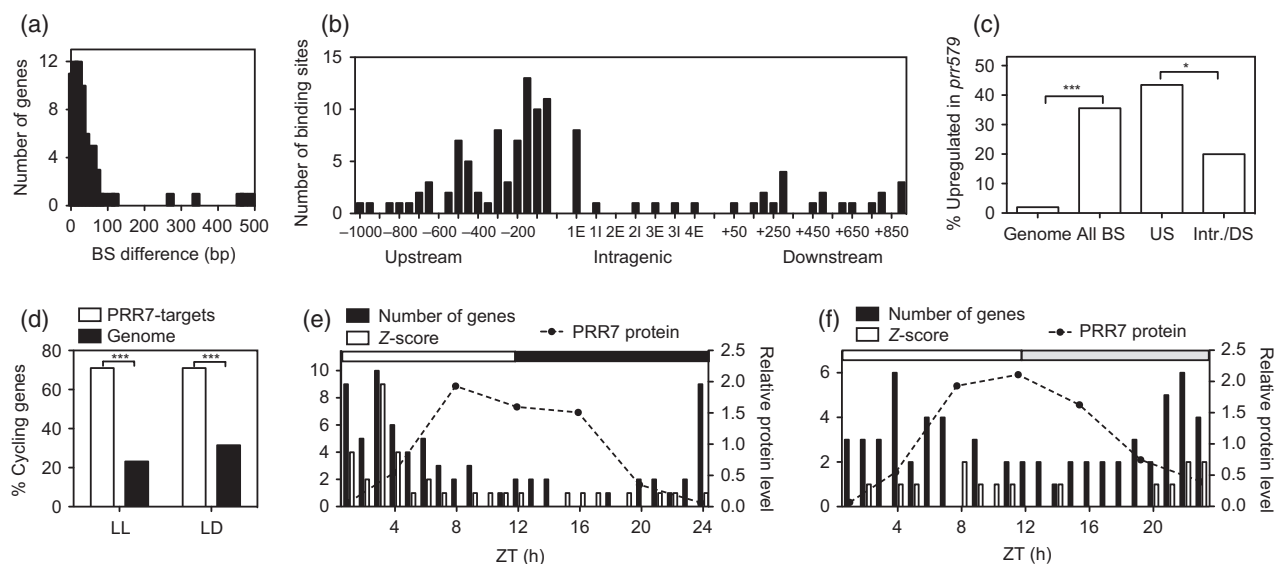 (a)
Number of genes
12
8
4
0
0 100 200 300 400 500
BS difference (bp)
(b)
Number of binding sites
15
10
5
0
–1000 –800 –600 –400 –200 1E 1I 2E 2I 3E 3I 4E +50 +250 +450 +650 +850
Upstream Intragenic Downstream
(c)
% Upregulated in prr579
50
40
30
20
10
0
***
*
Genome All BS US Intr./DS
(d)
PRR7-targets
Genome
% Cycling genes
80
60
40
20
0
*** ***
LL LD
(e)
Number of genes
Z-score
PRR7 protein
10
8
6
4
2
0
2.5
2.0
1.5
1.0
0.5
0.0
Relative protein level
4 8 12 16 20 24
ZT (h)
(f)
Number of genes
Z-score
PRR7 protein
6
4
2
0
2.5
2.0
1.5
1.0
0.5
0.0
Relative protein level
4 8 12 16 20
ZT (h)